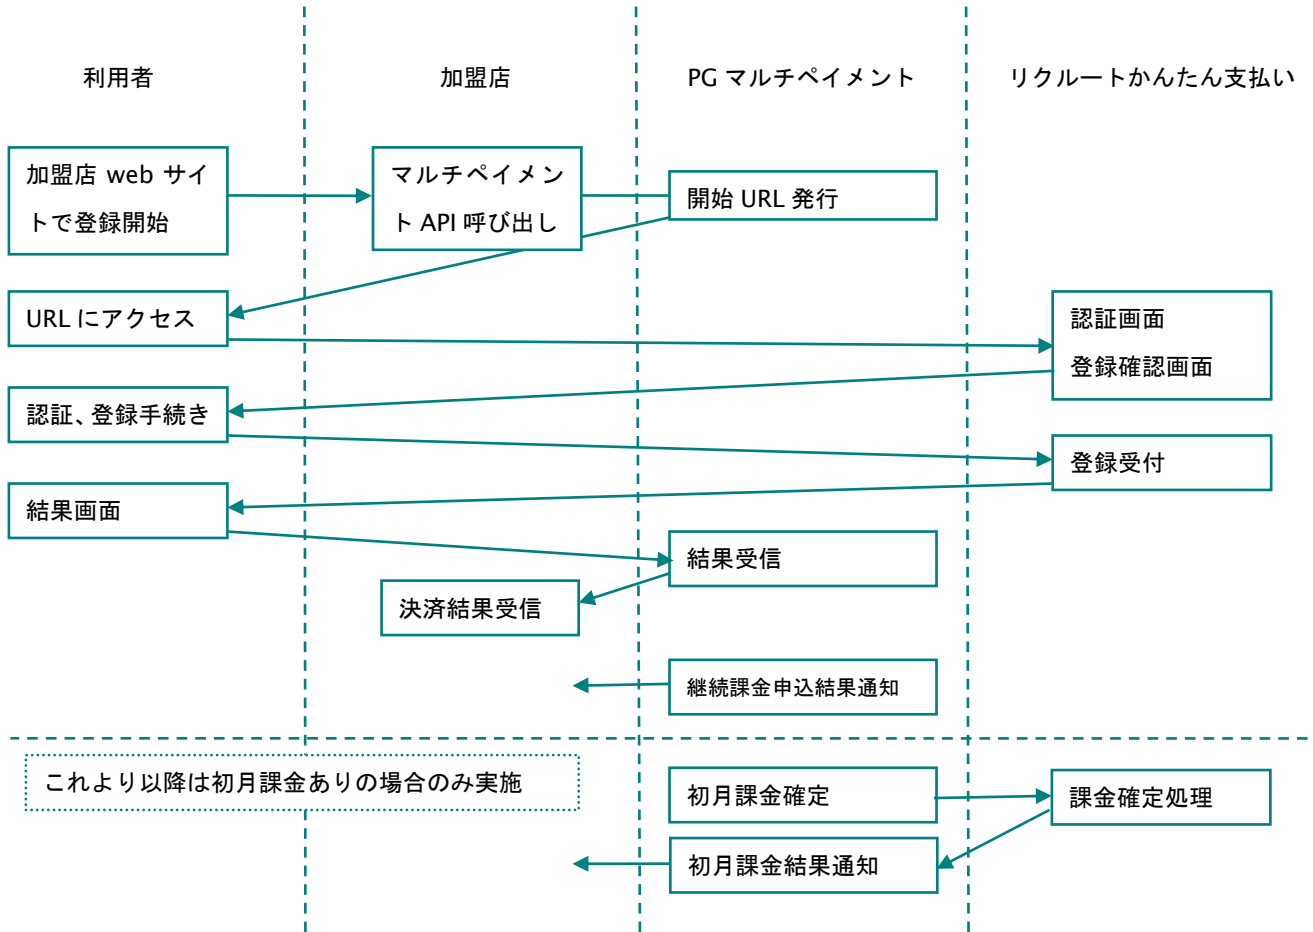 利用者
加盟店
PG マルチペイメント
リクルートかんたん支払い
加盟店 web サイ
トで登録開始
マルチペイメン
ト API 呼び出し
開始 URL 発行
URL にアクセス
認証画面
登録確認画面
認証、登録手続き
登録受付
結果画面
結果受信
決済結果受信
継続課金申込結果通知
これより以降は初月課金ありの場合のみ実施
初月課金確定
課金確定処理
初月課金結果通知